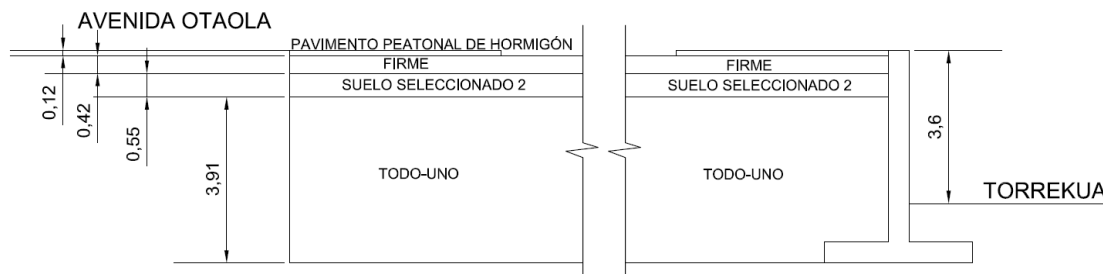 AVENIDA OTAOLA
PAVIMENTO PEATONAL DE HORMIGÓN
FIRME
FIRME
SUELO SELECCIONADO 2
SUELO SELECCIONADO 2
0,12
0,42
0,55
3,91
3,6
TODO-UNO
TODO-UNO
TORREKUA